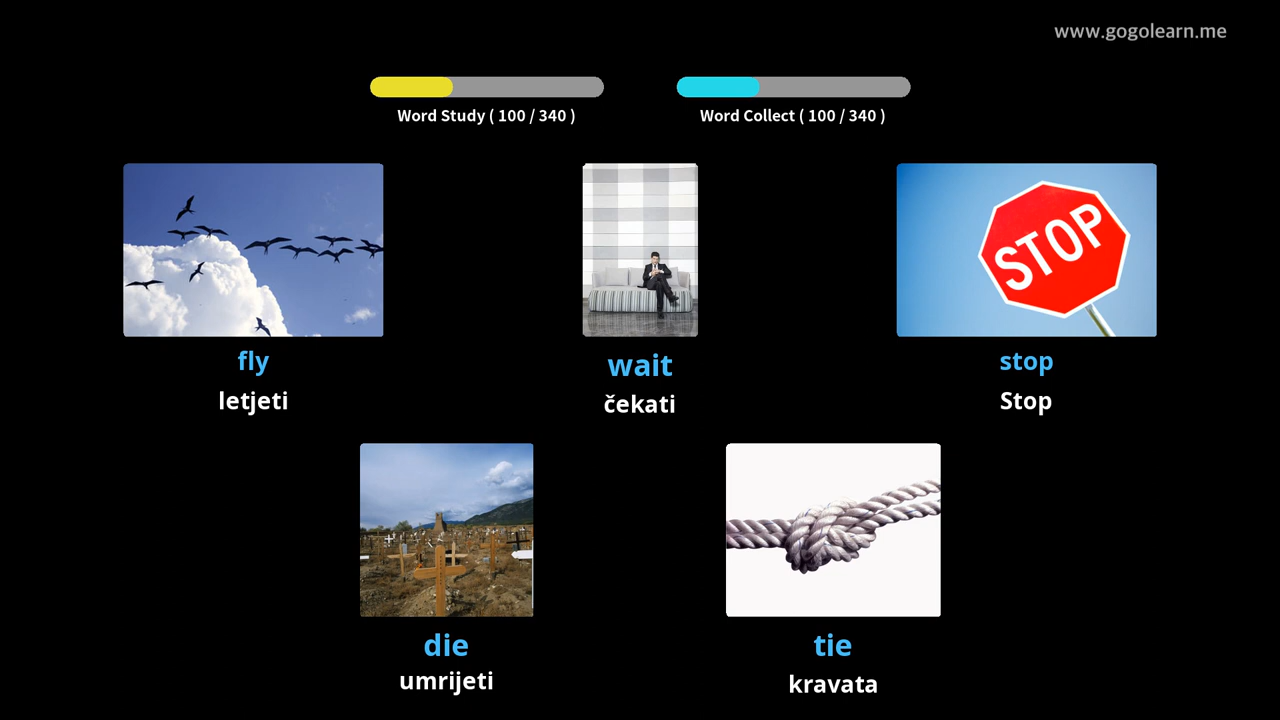 www.gogolearn.me
Word Study ( 100 / 340 )
Word Collect ( 100 / 340 )
STOP
fly
letjeti
wait
čekati
stop
Stop
die
umrijeti
tie
kravata